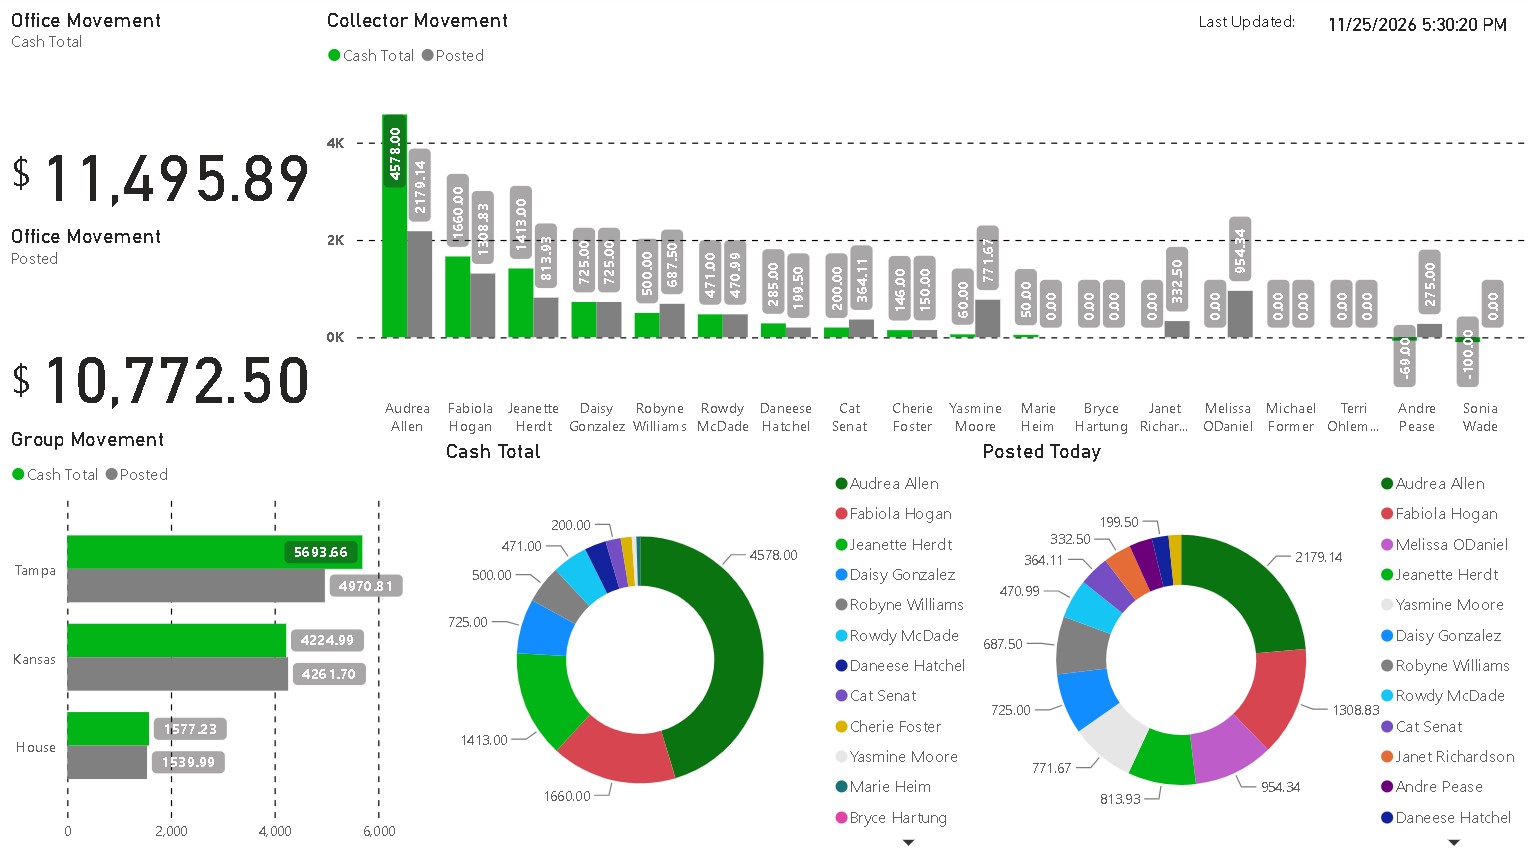 Office Movement
Cash Total
$ 11,495.89
Office Movement
Posted
$ 10,772.50
Collector Movement
Cash Total Posted
Last Updated: 11/25/2026 5:30:20 PM
4K
2K
0K
4578.00
2179.14
1660.00
1308.83
1413.00
813.93
725.00
725.00
500.00
687.50
471.00
470.99
285.00
199.50
200.00
364.11
146.00
150.00
60.00
771.67
50.00
0.00
0.00
0.00
0.00
332.50
0.00
954.34
0.00
0.00
0.00
0.00
-69.00
275.00
-100.00
0.00
Audrea Allen
Fabiola Hogan
Jeanette Herdt
Daisy Gonzalez
Robyne Williams
Rowdy McDade
Daneese Hatchel
Cat Senat
Cherie Foster
Yasmine Moore
Marie Heim
Bryce Hartung
Janet Richar...
Melissa ODaniel
Michael Former
Terri Ohlem...
Andre Pease
Sonia Wade
Group Movement
Cash Total Posted
Tampa
5693.66
4970.81
Kansas
4224.99
4261.70
House
1577.23
1539.99
0 2,000 4,000 6,000
Cash Total
4578.00
1660.00
1413.00
725.00
500.00
471.00
200.00
Audrea Allen
Fabiola Hogan
Jeanette Herdt
Daisy Gonzalez
Robyne Williams
Rowdy McDade
Daneese Hatchel
Cat Senat
Cherie Foster
Yasmine Moore
Marie Heim
Bryce Hartung
Posted Today
2179.14
1308.83
954.34
813.93
771.67
725.00
687.50
470.99
364.11
332.50
199.50
Audrea Allen
Fabiola Hogan
Melissa ODaniel
Jeanette Herdt
Yasmine Moore
Daisy Gonzalez
Robyne Williams
Rowdy McDade
Cat Senat
Janet Richardson
Andre Pease
Daneese Hatchel